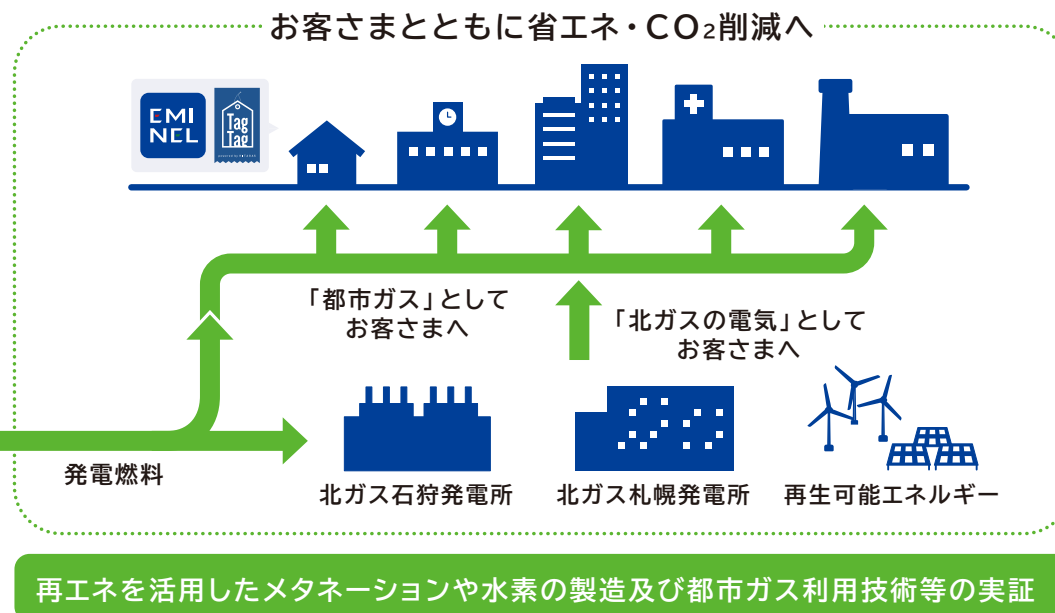 お客さまとともに省エネ・CO₂削減へ
EMI
NEL
Tag
Tag
「都市ガス」として
お客さまへ
「北ガスの電気」として
お客さまへ
発電燃料
北ガス石狩発電所
北ガス札幌発電所
再生可能エネルギー
再エネを活用したメタネーションや水素の製造及び都市ガス利用技術等の実証